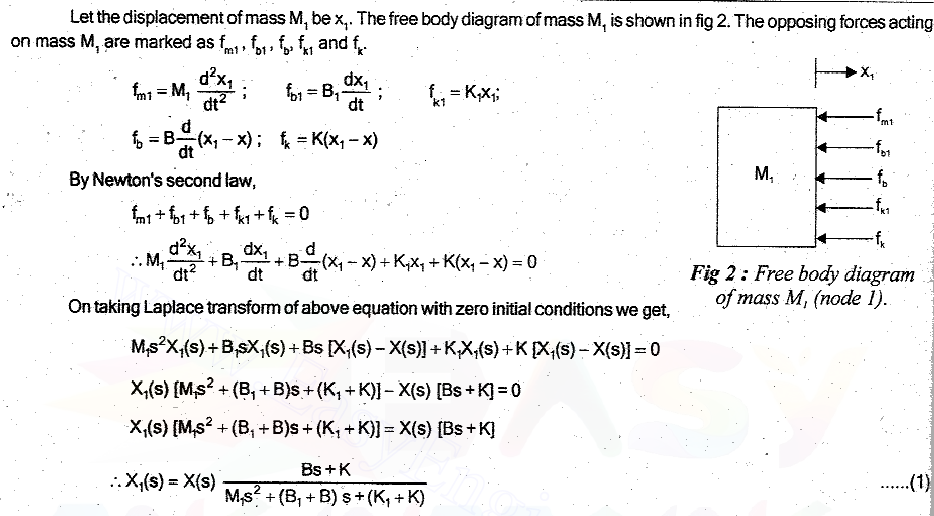 Let the displacement of mass M₁ be x₁. The free body diagram of mass M₁ is shown in fig 2. The opposing forces acting
on mass M₁ are marked as fₘ₁, f_b1, f_b, f_k1 and f_k.
f_m1 = M₁ d²x₁/dt² ; f_b1 = B₁ dx₁/dt ; f_k1 = K₁x₁;
f_b = B d/dt (x₁ – x) ; f_k = K(x₁ – x)
By Newton's second law,
f_m1 + f_b1 + f_b + f_k1 + f_k = 0
∴ M₁ d²x₁/dt² + B₁ dx₁/dt + B d/dt (x₁ – x) + K₁x₁ + K(x₁ – x) = 0
X₁
M₁
f_m1
f_b1
f_b
f_k1
f_k
Fig 2 : Free body diagram
of mass M₁ (node 1).
On taking Laplace transform of above equation with zero initial conditions we get,
M₁s²X₁(s) + B₁sX₁(s) + Bs [X₁(s) – X(s)] + K₁X₁(s) + K [X₁(s) – X(s)] = 0
X₁(s) [M₁s² + (B₁ + B)s + (K₁ + K)] – X(s) [Bs + K] = 0
X₁(s) [M₁s² + (B₁ + B)s + (K₁ + K)] = X(s) [Bs + K]
∴ X₁(s) = X(s) (Bs + K)/(M₁s² + (B₁ + B) s + (K₁ + K)) ......(1)